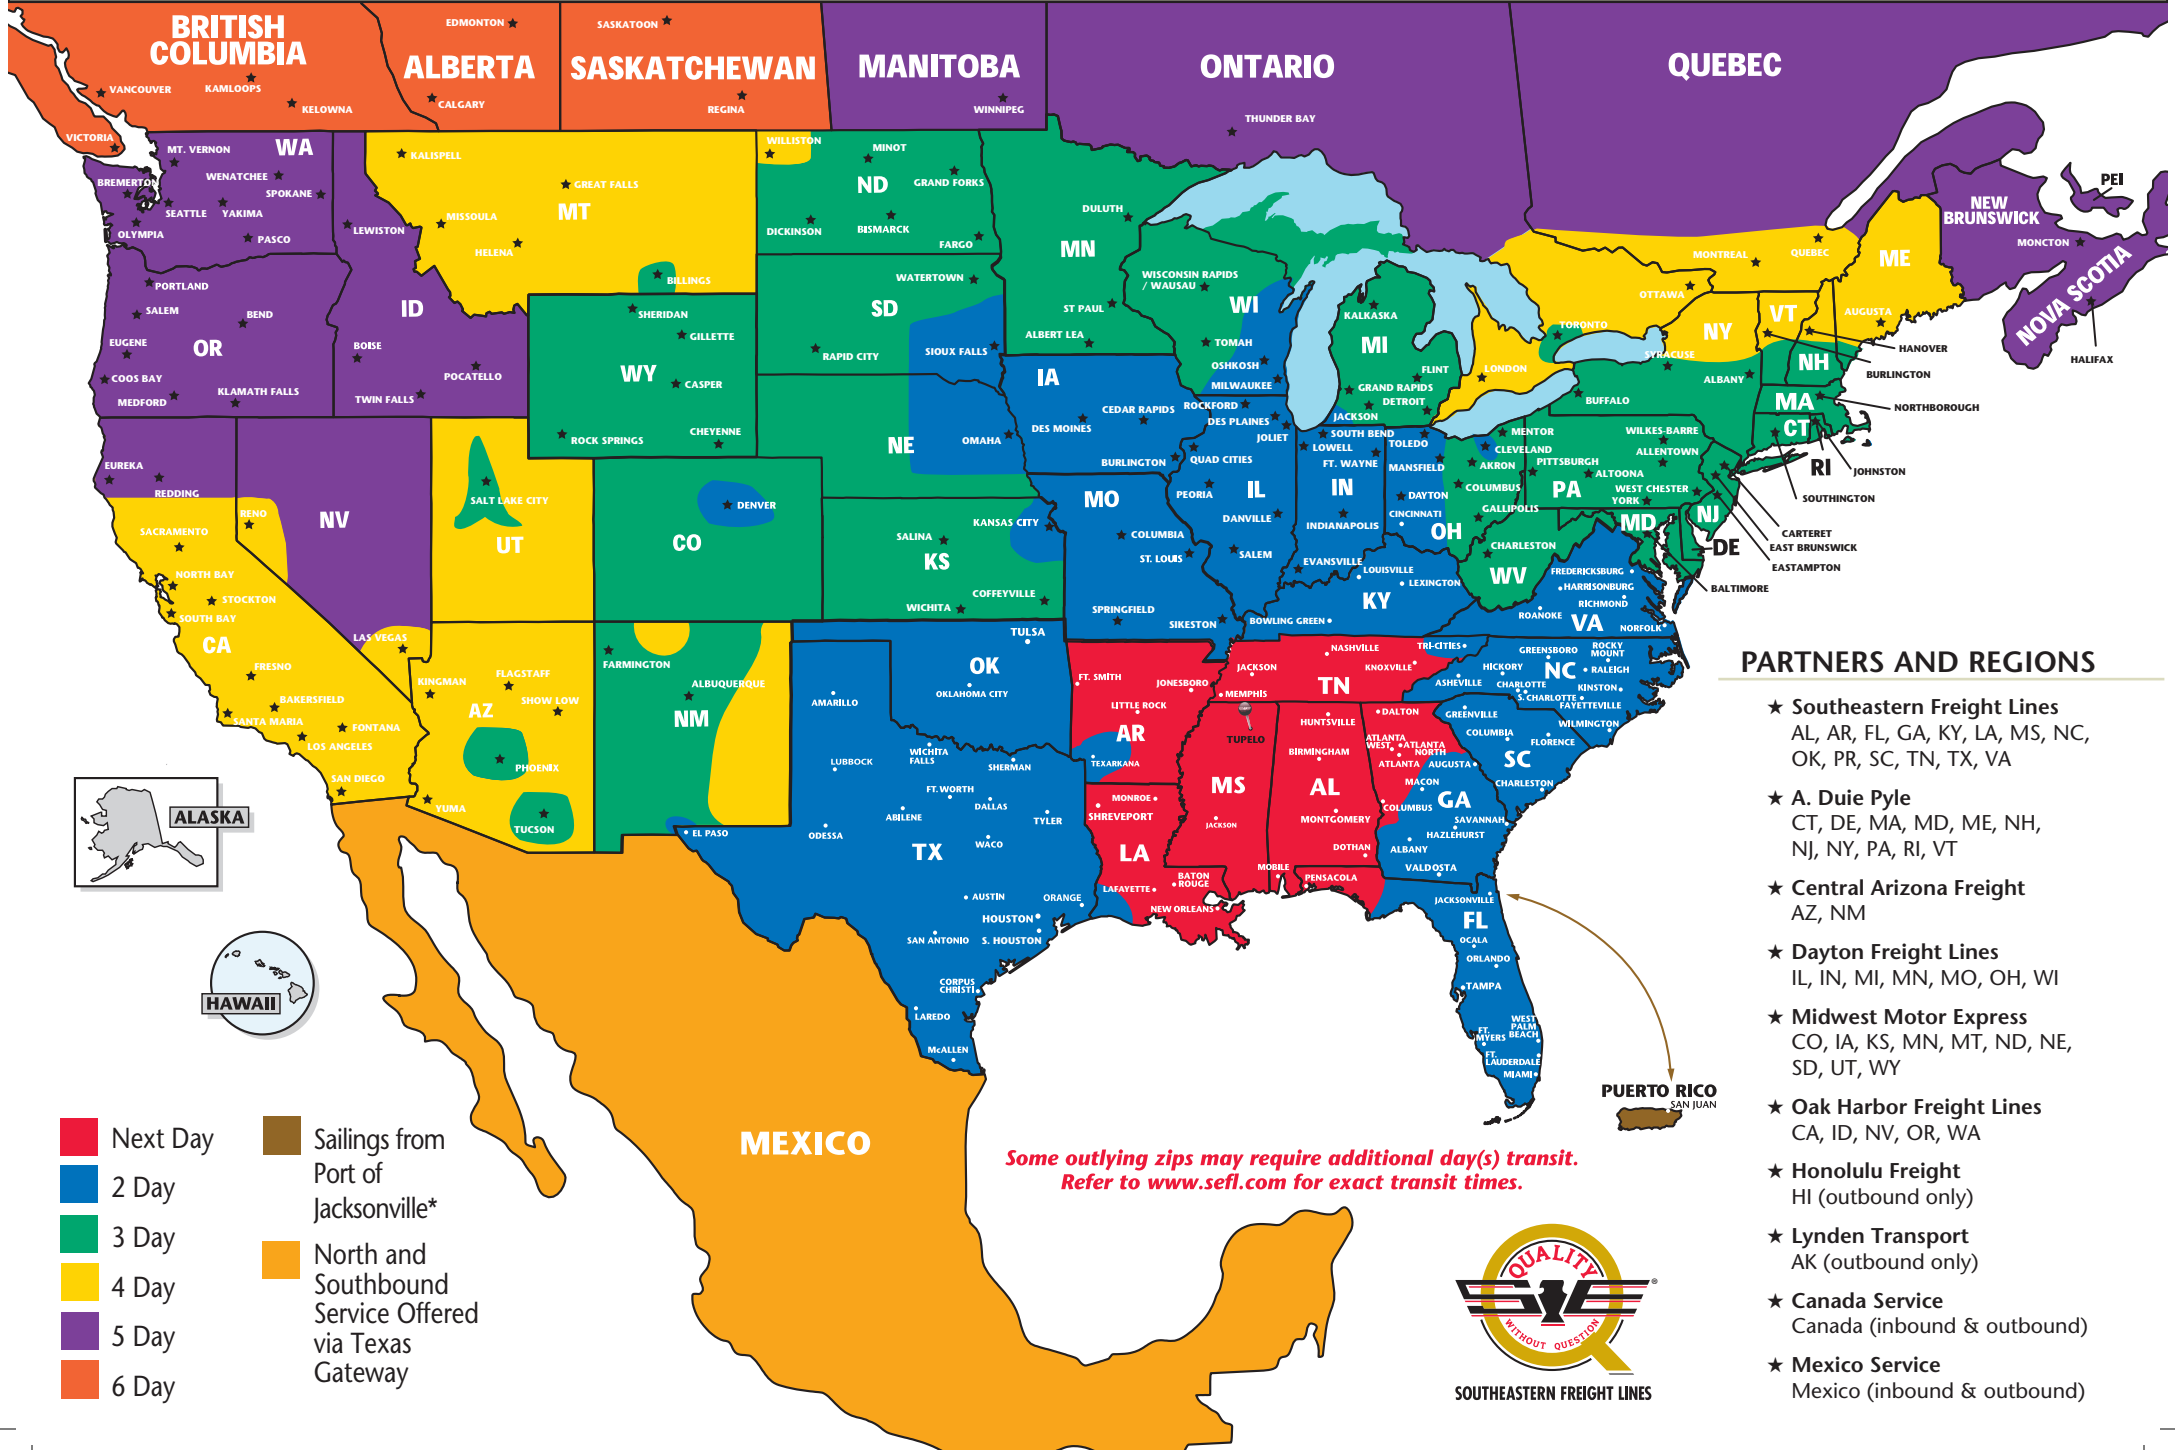 BRITISH
COLUMBIA
ALBERTA
SASKATCHEWAN
MANITOBA
ONTARIO
QUEBEC
EDMONTON
SASKATOON
VANCOUVER
KAMLOOPS
KELOWNA
CALGARY
REGINA
WINNIPEG
THUNDER BAY
VICTORIA
MT. VERNON
WA
WENATCHEE
BREMERTON
SPOKANE
SEATTLE
YAKIMA
OLYMPIA
PASCO
LEWISTON
KALISPELL
GREAT FALLS
MT
MISSOULA
HELENA
BILLINGS
WILLISTON
MINOT
ND
GRAND FORKS
DICKINSON
BISMARCK
FARGO
DULUTH
MN
PEI
NEW
BRUNSWICK
MONCTON
NOVA SCOTIA
HALIFAX
MONTREAL
QUEBEC
ME
OTTAWA
AUGUSTA
PORTLAND
SALEM
BEND
ID
EUGENE
OR
BOISE
COOS BAY
MEDFORD
KLAMATH FALLS
POCATELLO
TWIN FALLS
SHERIDAN
GILLETTE
WY
CASPER
ROCK SPRINGS
CHEYENNE
WATERTOWN
SD
RAPID CITY
SIOUX FALLS
ST PAUL
ALBERT LEA
WISCONSIN RAPIDS
/ WAUSAU
WI
TOMAH
OSHKOSH
MILWAUKEE
KALKASKA
MI
FLINT
GRAND RAPIDS
DETROIT
JACKSON
TORONTO
LONDON
NY
VT
SYRACUSE
ALBANY
BUFFALO
NH
HANOVER
BURLINGTON
MA
NORTHBOROUGH
CT
RI
JOHNSTON
SOUTHINGTON
EUREKA
REDDING
RENO
NV
SACRAMENTO
NORTH BAY
STOCKTON
SOUTH BAY
CA
LAS VEGAS
FRESNO
BAKERSFIELD
SANTA MARIA
FONTANA
LOS ANGELES
SAN DIEGO
SALT LAKE CITY
UT
DENVER
CO
NE
OMAHA
IA
CEDAR RAPIDS
DES MOINES
BURLINGTON
ROCKFORD
DES PLAINES
JOLIET
QUAD CITIES
PEORIA
IL
DANVILLE
SALEM
SOUTH BEND
LOWELL
FT. WAYNE
IN
INDIANAPOLIS
EVANSVILLE
TOLEDO
MENTOR
CLEVELAND
MANSFIELD
AKRON
DAYTON
COLUMBUS
CINCINNATI
GALLIPOLIS
OH
PITTSBURGH
ALTOONA
WILKES-BARRE
ALLENTOWN
PA
WEST CHESTER
YORK
NJ
MD
DE
CARTERET
EAST BRUNSWICK
EASTAMPTON
BALTIMORE
CHARLESTON
WV
KANSAS CITY
SALINA
KS
COFFEYVILLE
WICHITA
MO
COLUMBIA
ST. LOUIS
SPRINGFIELD
SIKESTON
LOUISVILLE
LEXINGTON
KY
BOWLING GREEN
FREDERICKSBURG
HARRISONBURG
RICHMOND
ROANOKE
VA
NORFOLK
KINGMAN
FLAGSTAFF
AZ
SHOW LOW
PHOENIX
YUMA
TUCSON
FARMINGTON
ALBUQUERQUE
NM
TULSA
OK
OKLAHOMA CITY
AMARILLO
WICHITA
FALLS
LUBBOCK
SHERMAN
FT. WORTH
DALLAS
ABILENE
TYLER
EL PASO
ODESSA
WACO
TX
AUSTIN
ORANGE
HOUSTON
SAN ANTONIO
S. HOUSTON
CORPUS
CHRISTI
LAREDO
McALLEN
FT. SMITH
JONESBORO
LITTLE ROCK
AR
TEXARKANA
MONROE
SHREVEPORT
LA
LAFAYETTE
BATON
ROUGE
NEW ORLEANS
NASHVILLE
JACKSON
KNOXVILLE
TN
MEMPHIS
TUPELO
MS
JACKSON
HUNTSVILLE
BIRMINGHAM
AL
MONTGOMERY
DOTHAN
MOBILE
PENSACOLA
DALTON
ATLANTA
WEST
ATLANTA
NORTH
ATLANTA
AUGUSTA
MACON
GA
COLUMBUS
SAVANNAH
HAZLEHURST
ALBANY
VALDOSTA
TRI-CITIES
GREENSBORO
ROCKY
MOUNT
HICKORY
NC
RALEIGH
ASHEVILLE
CHARLOTTE
KINSTON
S. CHARLOTTE
FAYETTEVILLE
WILMINGTON
GREENVILLE
COLUMBIA
FLORENCE
SC
CHARLESTON
JACKSONVILLE
FL
OCALA
ORLANDO
TAMPA
WEST
PALM
BEACH
FT.
MYERS
FT.
LAUDERDALE
MIAMI
PUERTO RICO
SAN JUAN
ALASKA
HAWAII
MEXICO
Next Day
2 Day
3 Day
4 Day
5 Day
6 Day
Sailings from
Port of
Jacksonville*
North and
Southbound
Service Offered
via Texas
Gateway
Some outlying zips may require additional day(s) transit.
Refer to www.sefl.com for exact transit times.
QUALITY
WITHOUT QUESTION
®
SOUTHEASTERN FREIGHT LINES
PARTNERS AND REGIONS
★ Southeastern Freight Lines
AL, AR, FL, GA, KY, LA, MS, NC,
OK, PR, SC, TN, TX, VA
★ A. Duie Pyle
CT, DE, MA, MD, ME, NH,
NJ, NY, PA, RI, VT
★ Central Arizona Freight
AZ, NM
★ Dayton Freight Lines
IL, IN, MI, MN, MO, OH, WI
★ Midwest Motor Express
CO, IA, KS, MN, MT, ND, NE,
SD, UT, WY
★ Oak Harbor Freight Lines
CA, ID, NV, OR, WA
★ Honolulu Freight
HI (outbound only)
★ Lynden Transport
AK (outbound only)
★ Canada Service
Canada (inbound & outbound)
★ Mexico Service
Mexico (inbound & outbound)